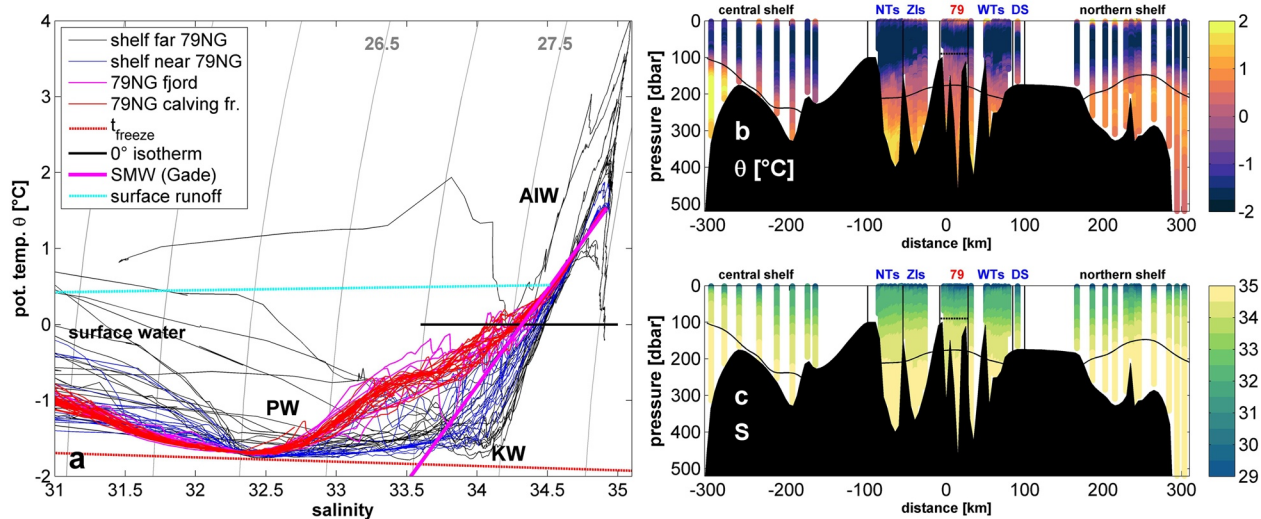 4
3
2
1
0
-1
-2
pot. temp. θ [°C]
shelf far 79NG
shelf near 79NG
79NG fjord
79NG calving fr.
t_freeze
0° isotherm
SMW (Gade)
surface runoff
26.5
27.5
AIW
surface water
PW
KW
a
31 31.5 32 32.5 33 33.5 34 34.5 35
salinity
central shelf NTs ZIs 79 WTs DS northern shelf
0
100
200
300
400
500
pressure [dbar]
b
θ [°C]
-300 -200 -100 0 100 200 300
distance [km]
2
1
0
-1
-2
central shelf NTs ZIs 79 WTs DS northern shelf
0
100
200
300
400
500
pressure [dbar]
c
S
-300 -200 -100 0 100 200 300
distance [km]
35
34
33
32
31
30
29